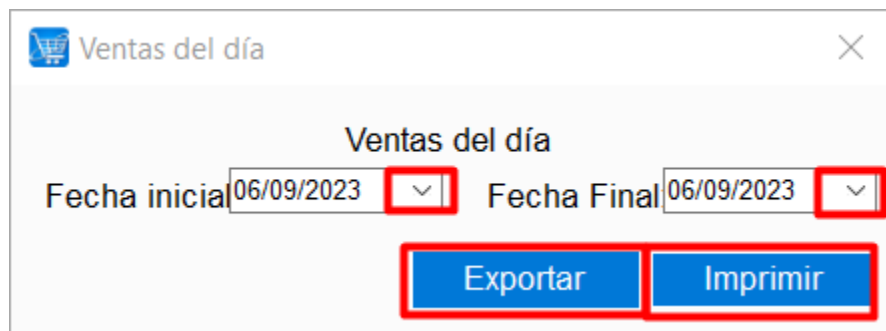 Ventas del día
Ventas del día
Fecha inicial 06/09/2023 Fecha Final: 06/09/2023
Exportar Imprimir